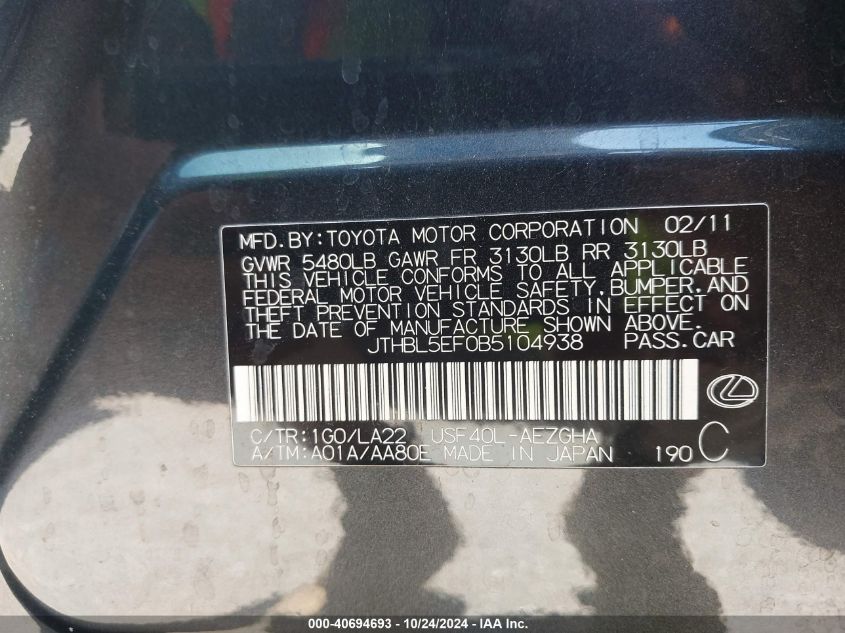 MFD.BY:TOYOTA MOTOR CORPORATION 02/11
GVWR 5480LB GAWR FR 3130LB RR 3130LB
THIS VEHICLE CONFORMS TO ALL APPLICABLE
FEDERAL MOTOR VEHICLE SAFETY,BUMPER,AND
THEFT PREVENTION STANDARDS IN EFFECT ON
THE DATE OF MANUFACTURE SHOWN ABOVE.
JTHBL5EF0B5104938 PASS.CAR
C/TR:1G0/LA22 USF40L-AEZGHA
A/TM:A01A/AA80E MADE IN JAPAN 190 C
000-40694693 - 10/24/2024 - IAA Inc.